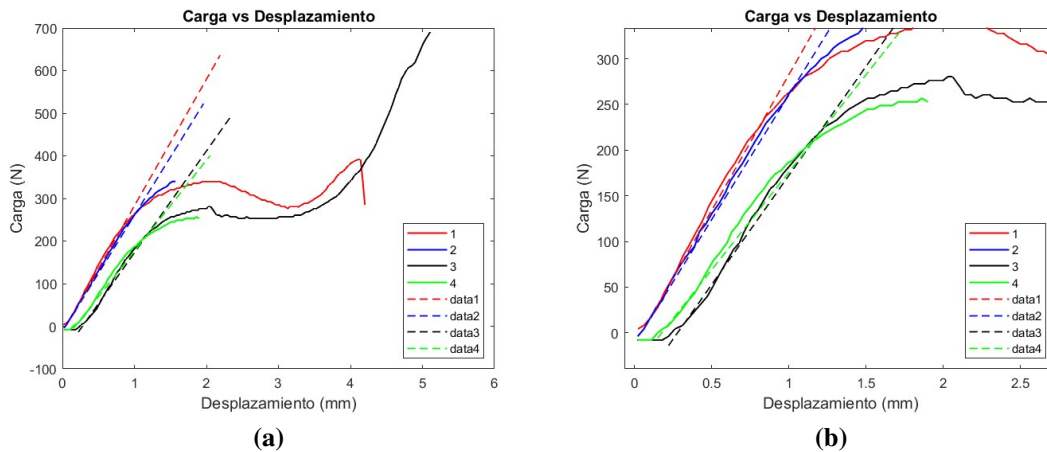 Carga vs Desplazamiento
700
600
500
400
300
200
100
0
-100
Carga (N)
0 1 2 3 4 5 6
Desplazamiento (mm)
1
2
3
4
data1
data2
data3
data4
(a)
Carga vs Desplazamiento
300
250
200
150
100
50
0
Carga (N)
0 0.5 1 1.5 2 2.5
Desplazamiento (mm)
1
2
3
4
data1
data2
data3
data4
(b)